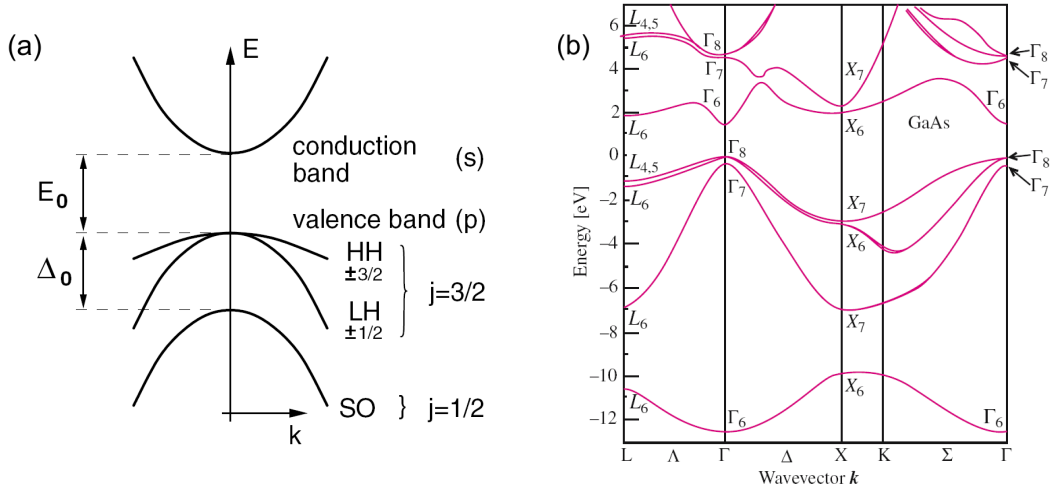 (a)
E
conduction
band
(s)
E₀
valence band (p)
Δ₀
HH
±3/2
j=3/2
LH
±1/2
SO } j=1/2
k
(b)
6
4
2
0
−2
−4
−6
−8
−10
−12
Energy [eV]
L4,5
L6
L6
L4,5
L6
L6
L6
Γ8
Γ7
Γ6
Γ8
Γ7
Γ6
X7
X6
X7
X6
X7
X6
GaAs
Γ8
Γ7
Γ6
Γ8
Γ7
Γ6
L Λ Γ Δ X K Σ Γ
Wavevector k